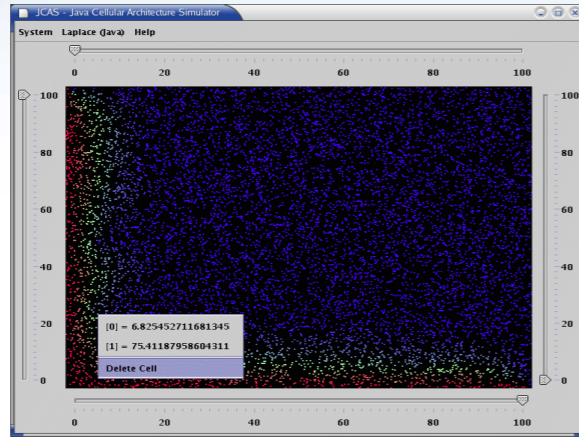 JCAS - Java Cellular Architecture Simulator
System Laplace (Java) Help
0 20 40 60 80 100
100 100
80 80
60 60
40 40
20 20
0 0
[0] = 6.825452711681345
[1] = 75.41187958604311
Delete Cell
0 20 40 60 80 100